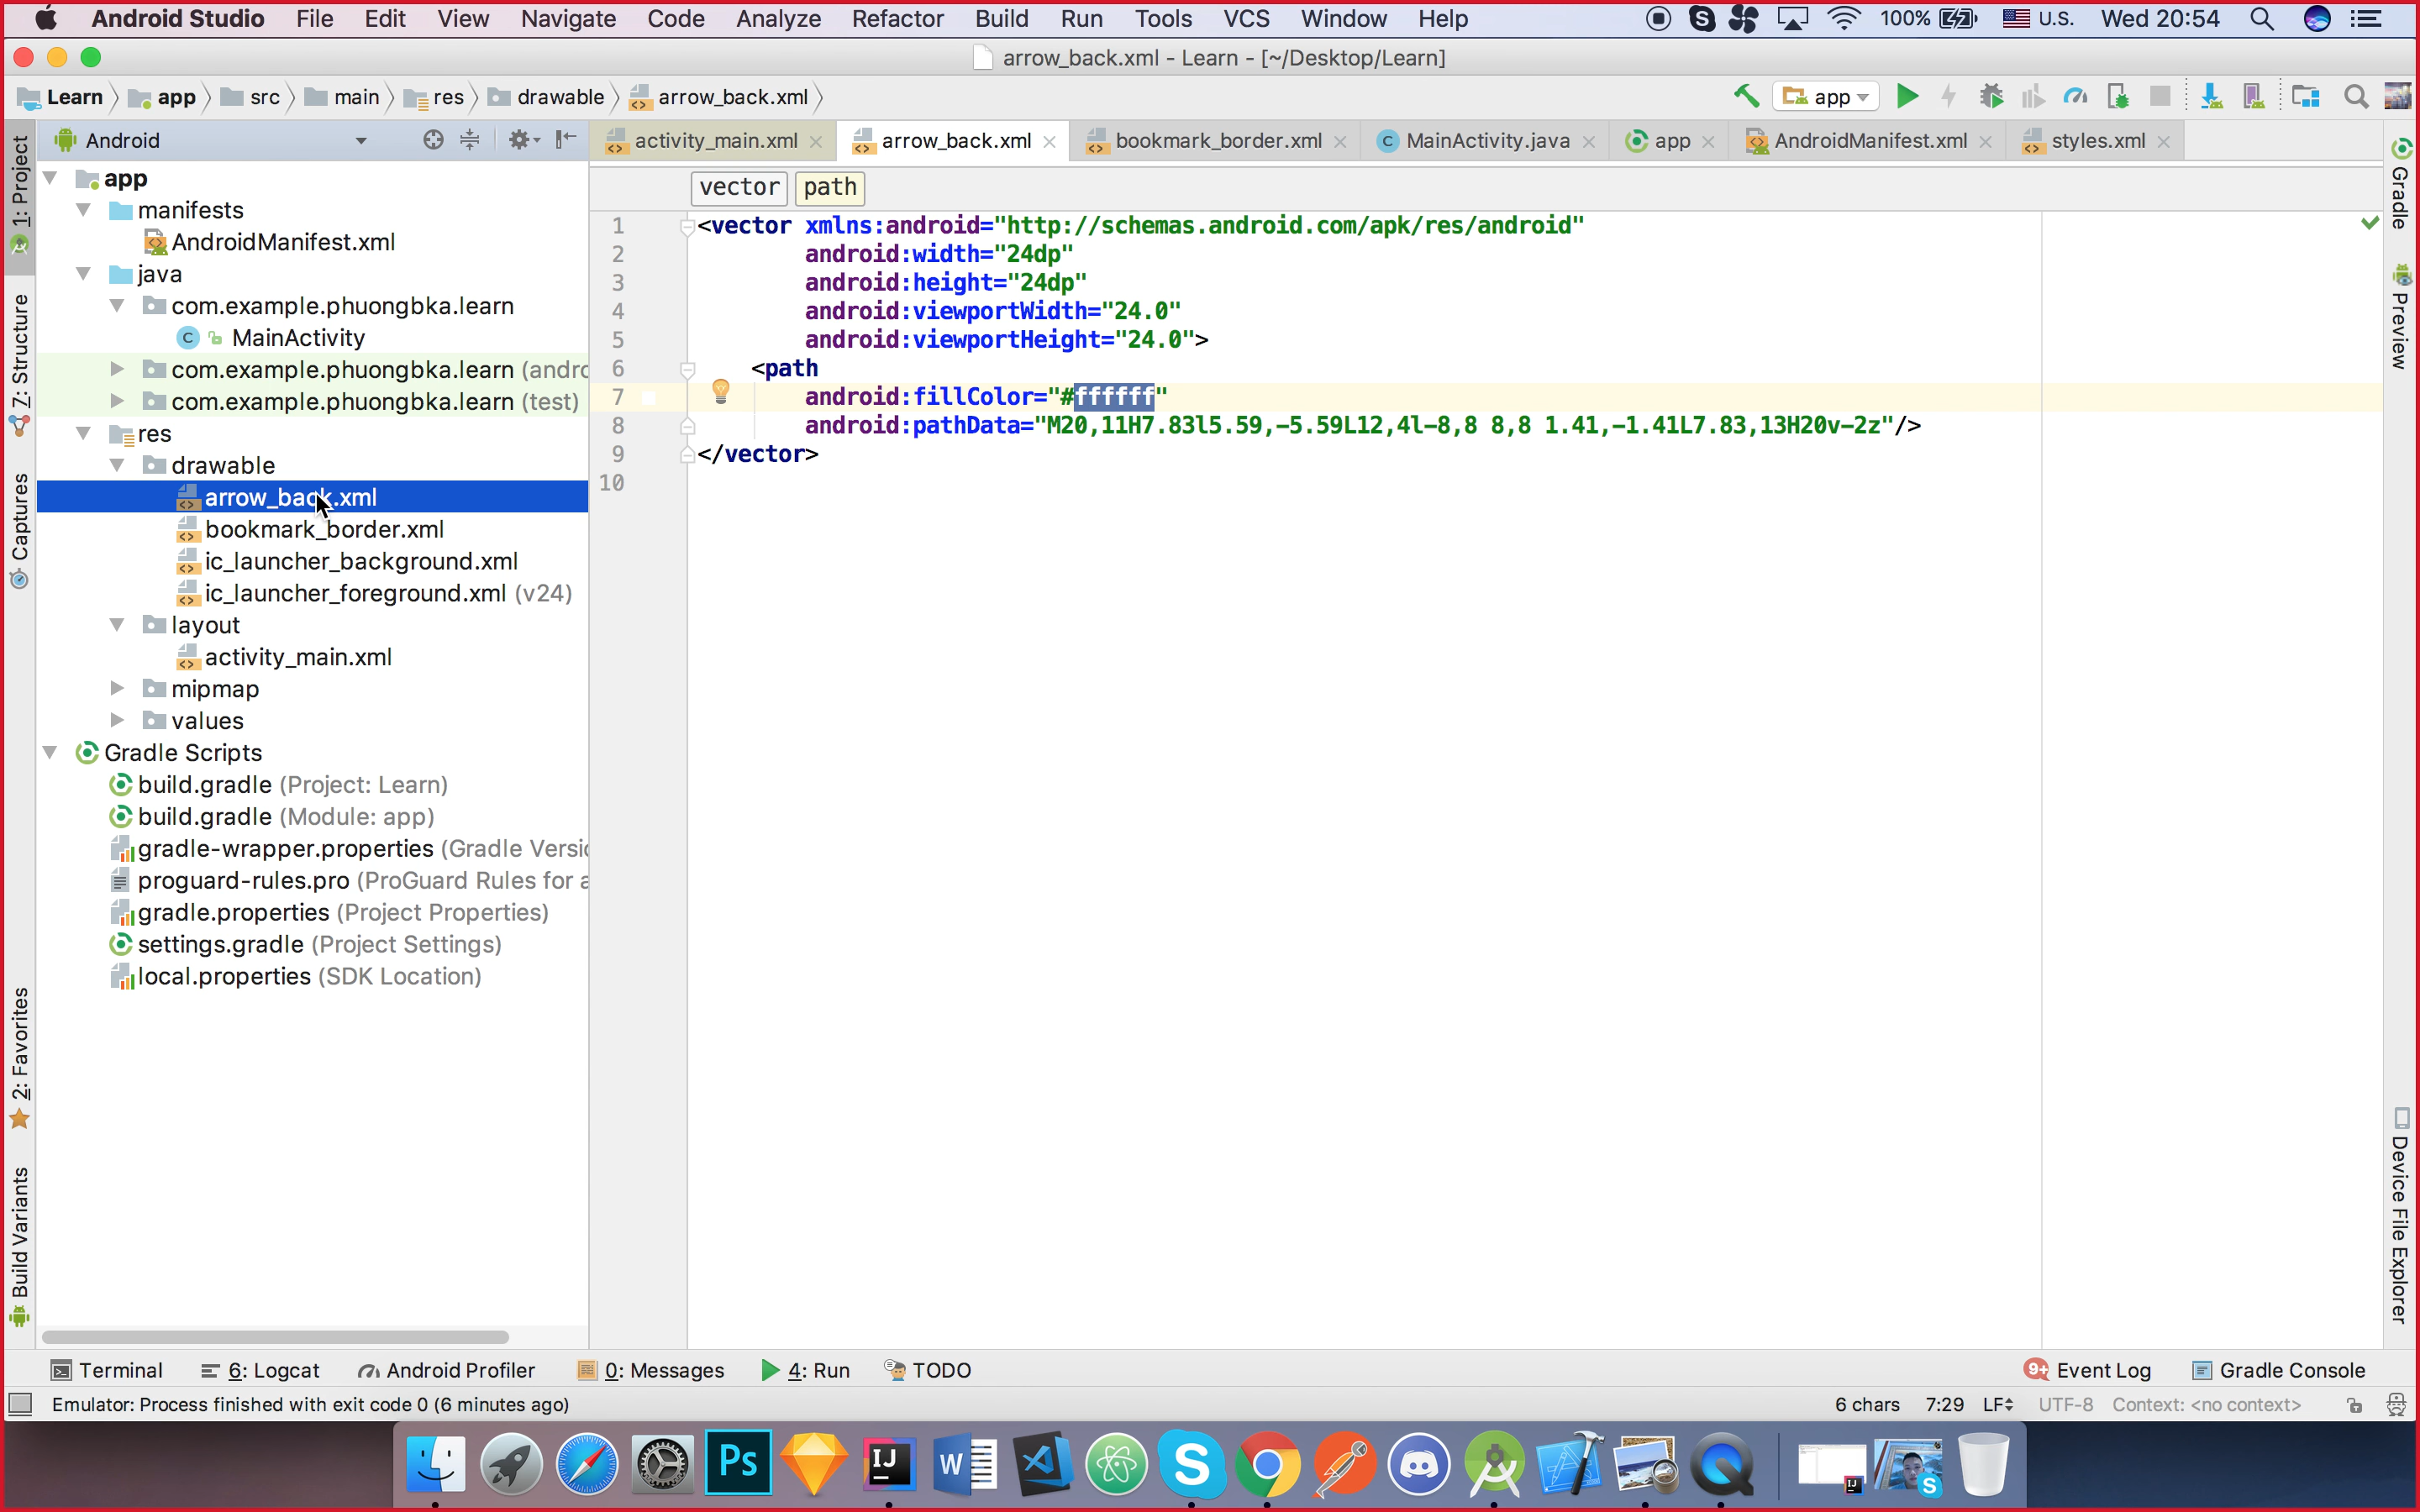 Android Studio File Edit View Navigate Code Analyze Refactor Build Run Tools VCS Window Help 100% U.S. Wed 20:54
arrow_back.xml - Learn - [~/Desktop/Learn]
Learn app src main res drawable arrow_back.xml app
1: Project
7: Structure
Captures
2: Favorites
Build Variants
Android
app
manifests
AndroidManifest.xml
java
com.example.phuongbka.learn
MainActivity
com.example.phuongbka.learn (andro
com.example.phuongbka.learn (test)
res
drawable
arrow_back.xml
bookmark_border.xml
ic_launcher_background.xml
ic_launcher_foreground.xml (v24)
layout
activity_main.xml
mipmap
values
Gradle Scripts
build.gradle (Project: Learn)
build.gradle (Module: app)
gradle-wrapper.properties (Gradle Versio
proguard-rules.pro (ProGuard Rules for a
gradle.properties (Project Properties)
settings.gradle (Project Settings)
local.properties (SDK Location)
activity_main.xml arrow_back.xml bookmark_border.xml MainActivity.java app AndroidManifest.xml styles.xml
vector path
1 <vector xmlns:android="http://schemas.android.com/apk/res/android"
2 android:width="24dp"
3 android:height="24dp"
4 android:viewportWidth="24.0"
5 android:viewportHeight="24.0">
6 <path
7 android:fillColor="#ffffff"
8 android:pathData="M20,11H7.83l5.59,-5.59L12,4l-8,8 8,8 1.41,-1.41L7.83,13H20v-2z"/>
9 </vector>
10
Gradle
Preview
Device File Explorer
Terminal 6: Logcat Android Profiler 0: Messages 4: Run TODO 9+ Event Log Gradle Console
Emulator: Process finished with exit code 0 (6 minutes ago) 6 chars 7:29 LF UTF-8 Context: <no context>
Ps IJ W S